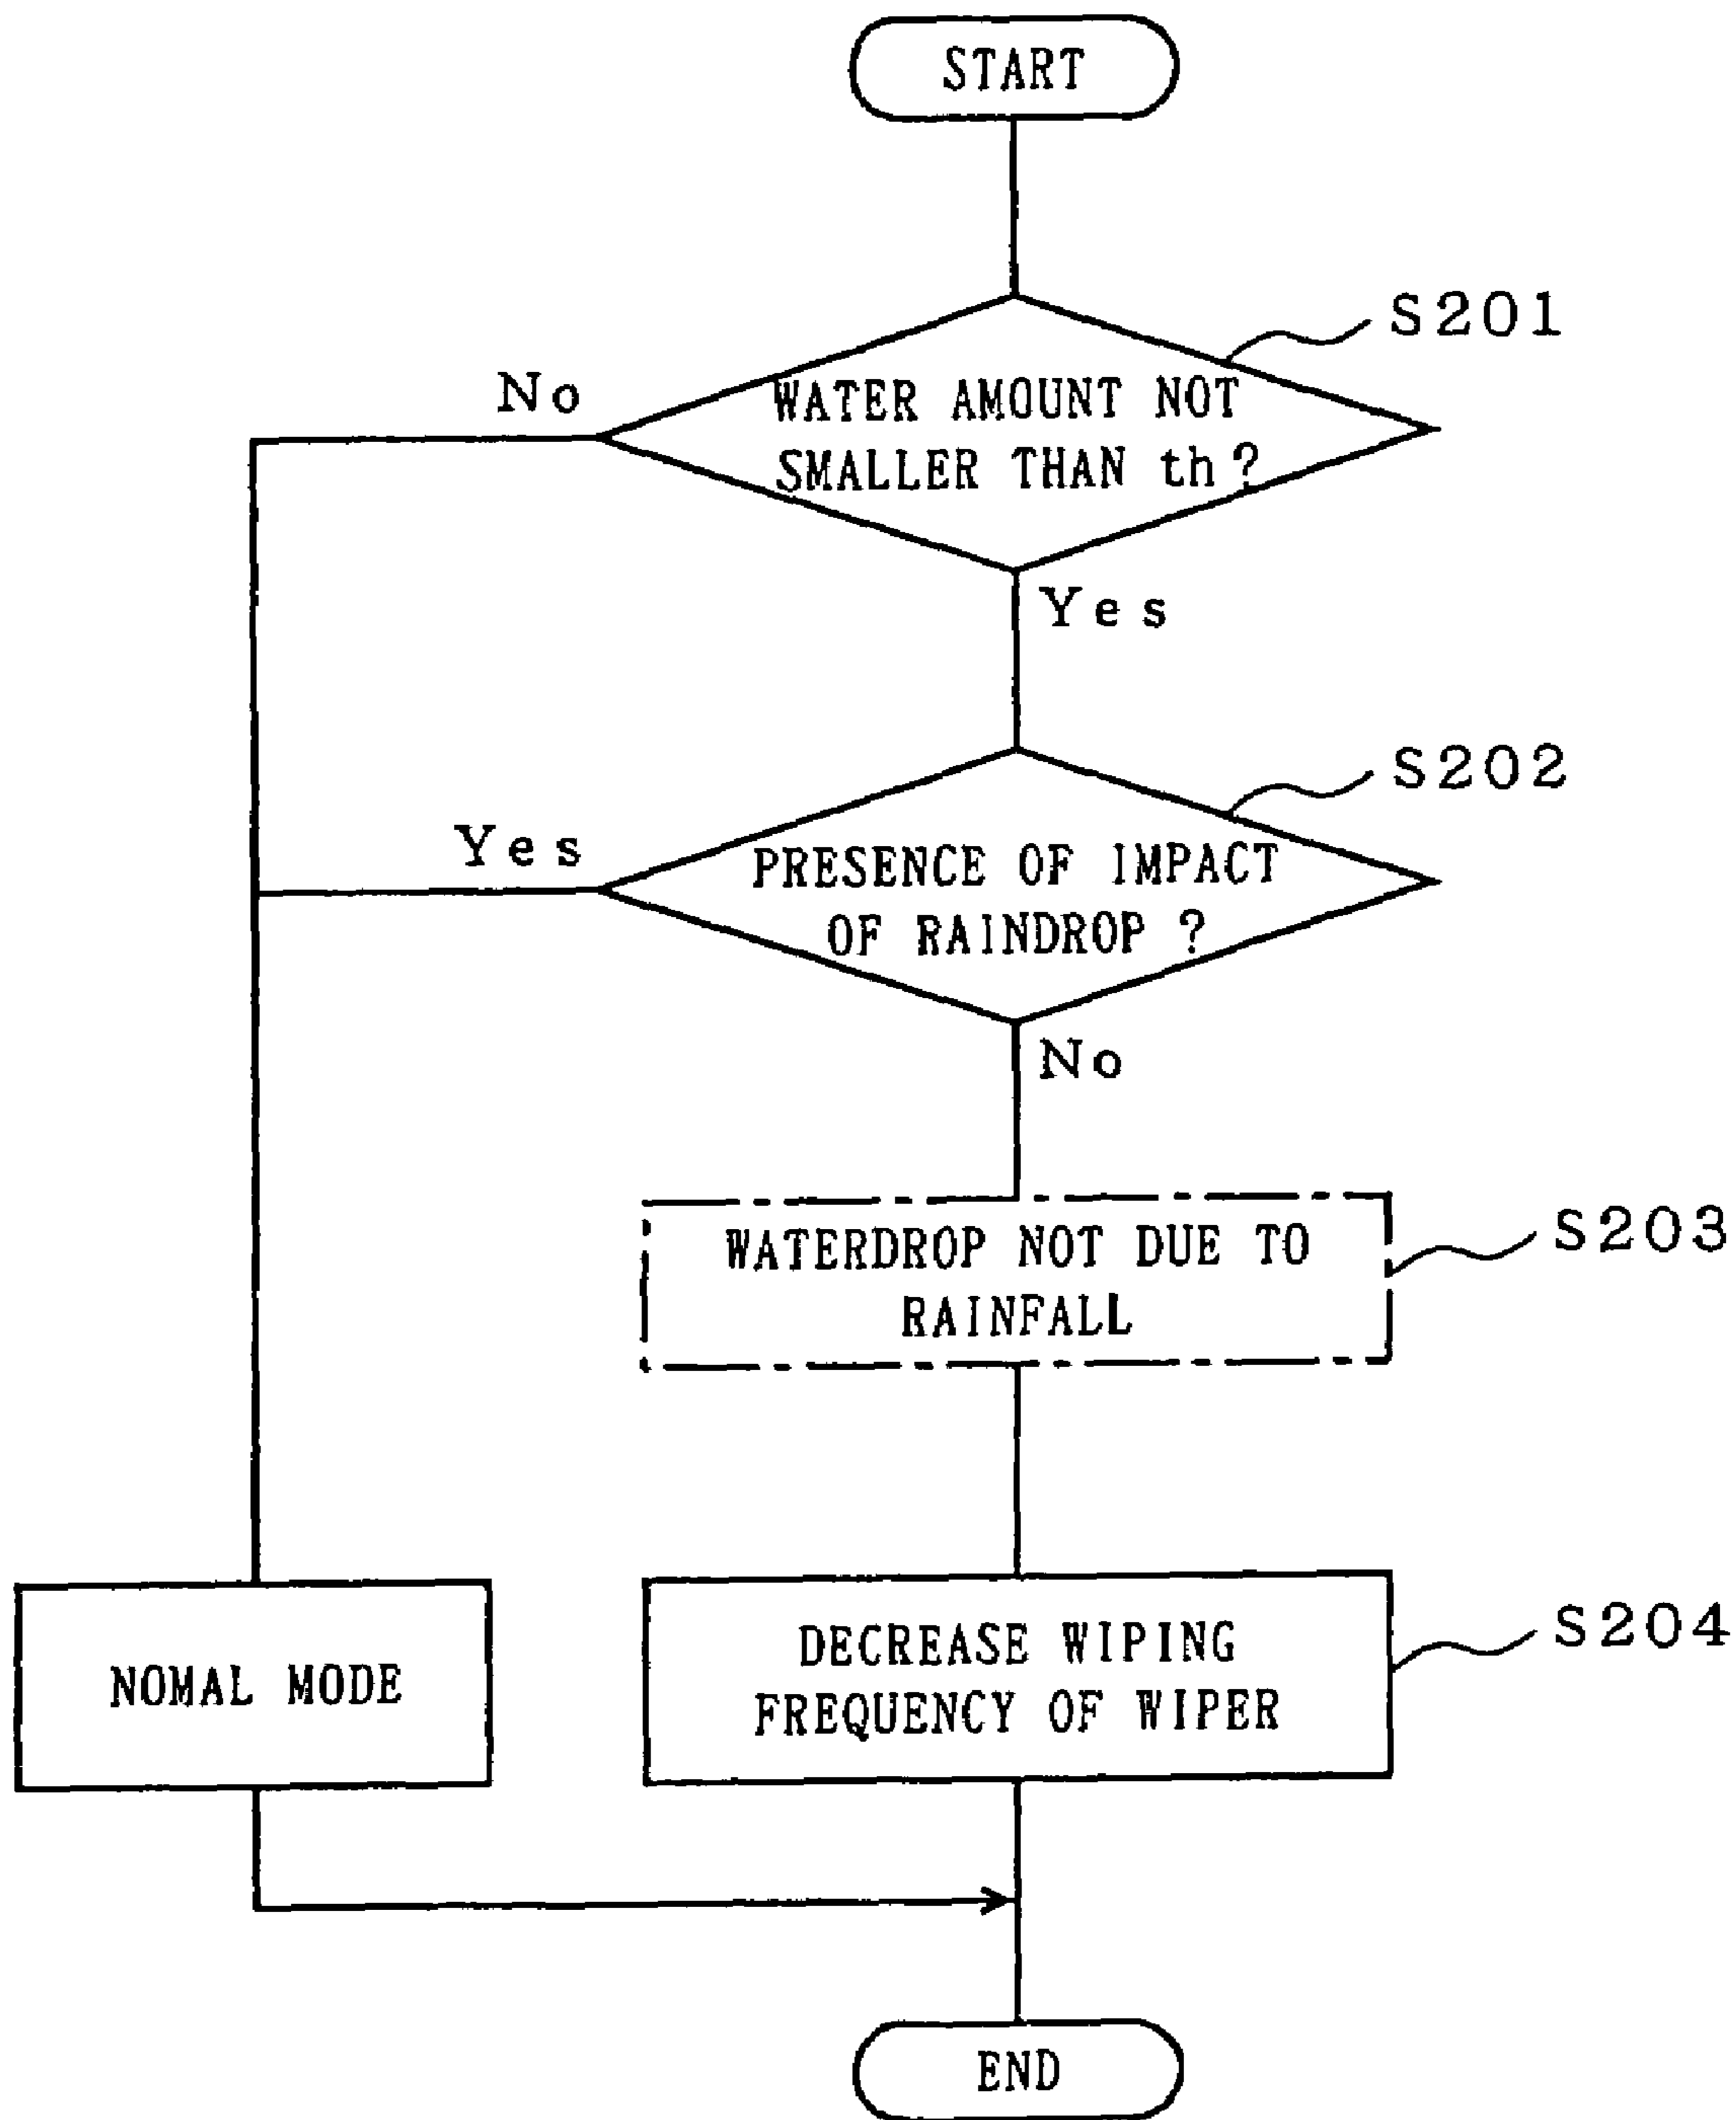 START
S201
No
WATER AMOUNT NOT
SMALLER THAN th?
Yes
S202
Yes
PRESENCE OF IMPACT
OF RAINDROP ?
No
WATERDROP NOT DUE TO
RAINFALL
S203
NOMAL MODE
DECREASE WIPING
FREQUENCY OF WIPER
S204
END